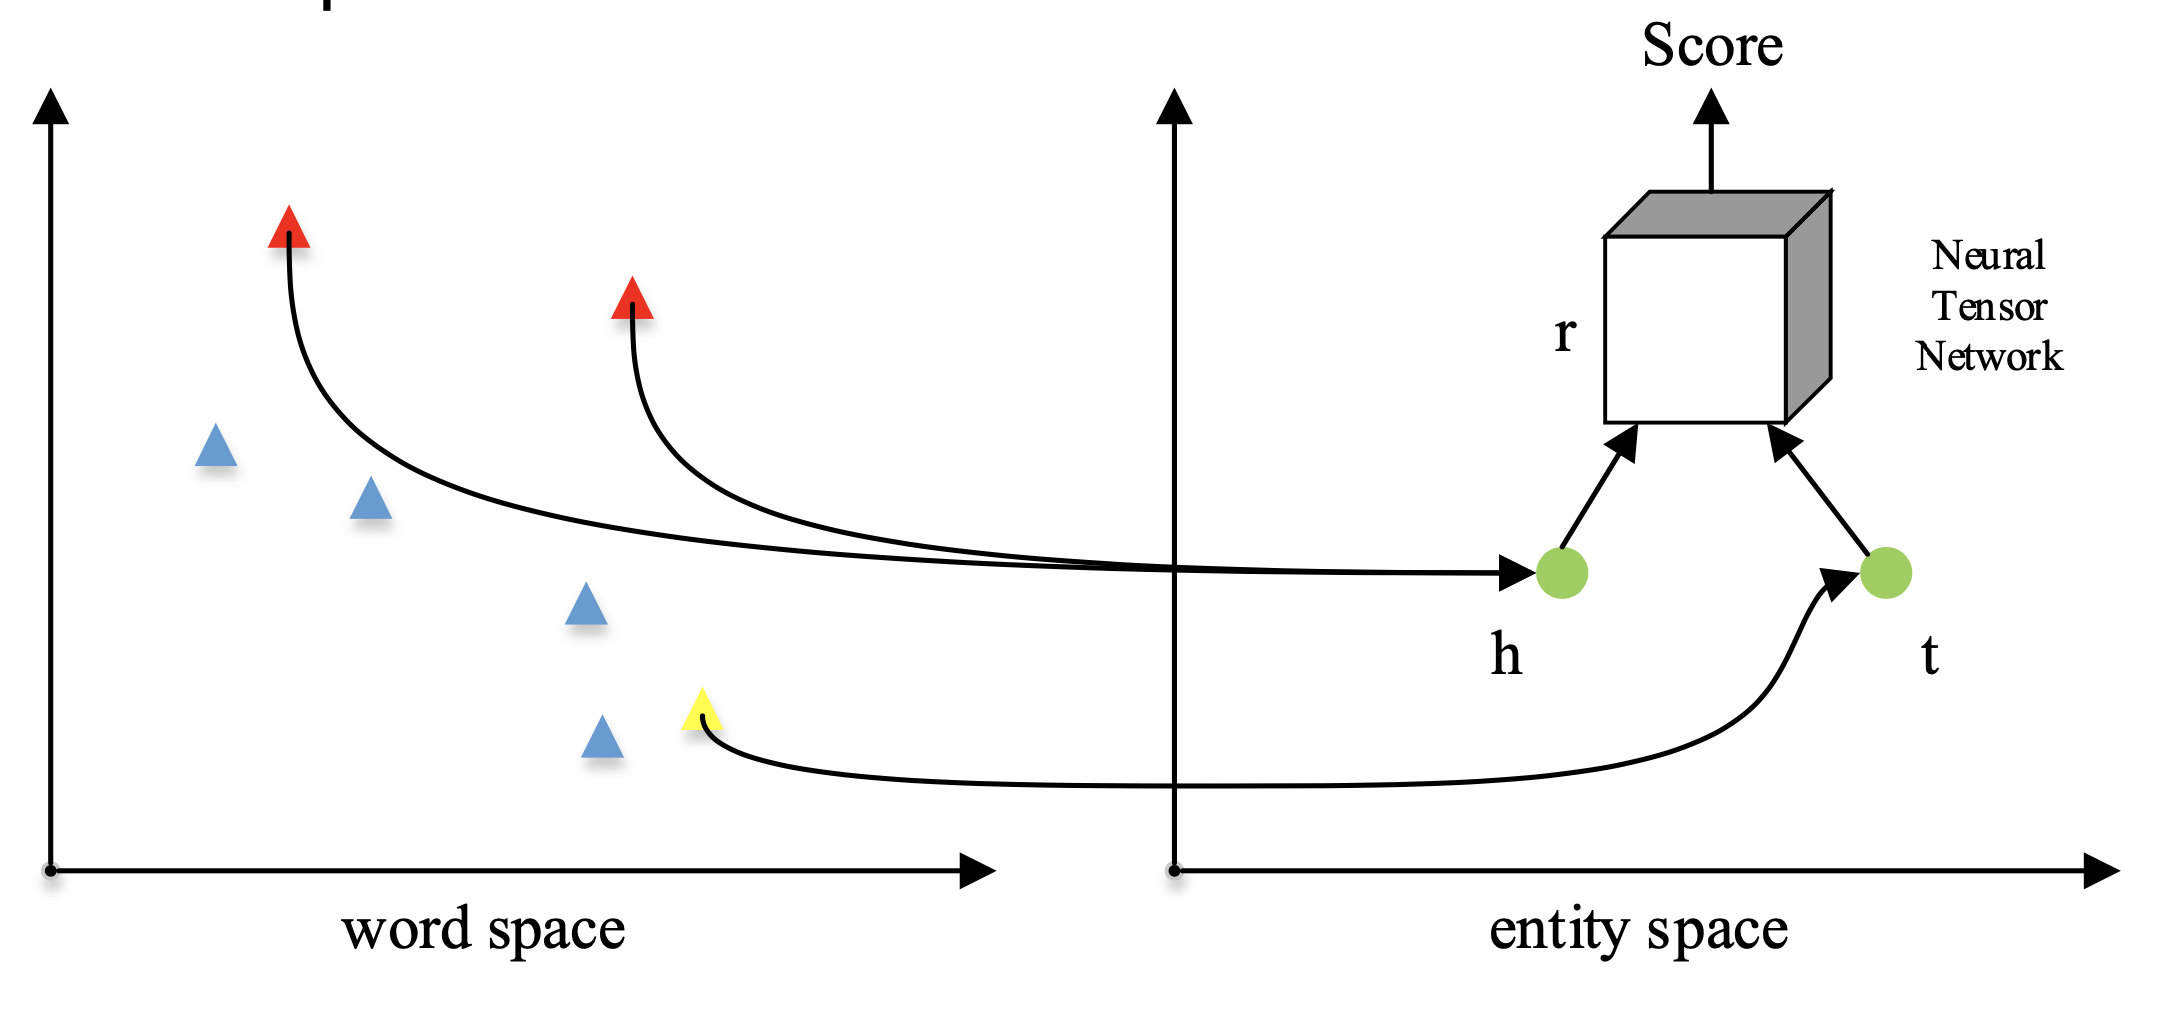 Score
Neural
Tensor
Network
r
h
t
word space
entity space